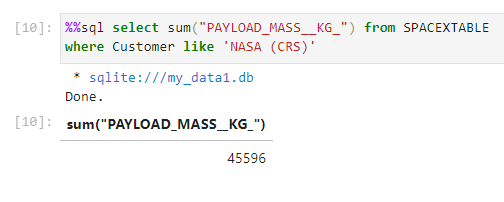 [10]: %%sql select sum("PAYLOAD_MASS__KG_") from SPACEXTABLE
where Customer like 'NASA (CRS)'
* sqlite:///my_data1.db
Done.
[10]: sum("PAYLOAD_MASS__KG_")
45596